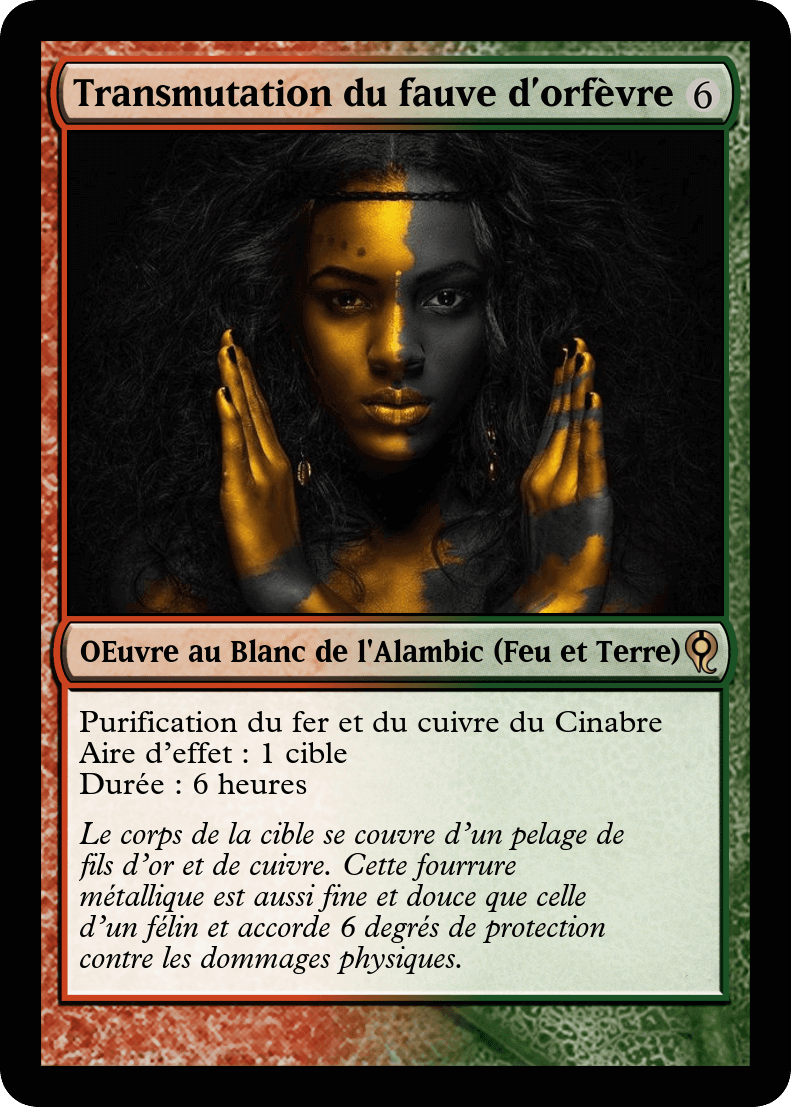 Transmutation du fauve d'orfèvre 6
OEuvre au Blanc de l'Alambic (Feu et Terre)
Purification du fer et du cuivre du Cinabre
Aire d’effet : 1 cible
Durée : 6 heures
Le corps de la cible se couvre d’un pelage de
fils d’or et de cuivre. Cette fourrure
métallique est aussi fine et douce que celle
d’un félin et accorde 6 degrés de protection
contre les dommages physiques.